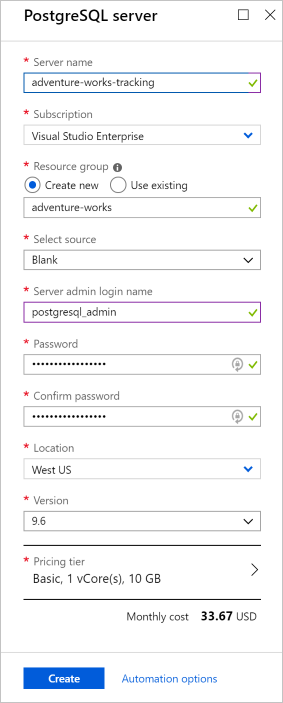 PostgreSQL server
* Server name
adventure-works-tracking
* Subscription
Visual Studio Enterprise
* Resource group
Create new Use existing
adventure-works
* Select source
Blank
* Server admin login name
postgresql_admin
* Password
•••••••••••••••••
* Confirm password
•••••••••••••••••
* Location
West US
* Version
9.6
* Pricing tier
Basic, 1 vCore(s), 10 GB
Monthly cost 33.67 USD
Create Automation options